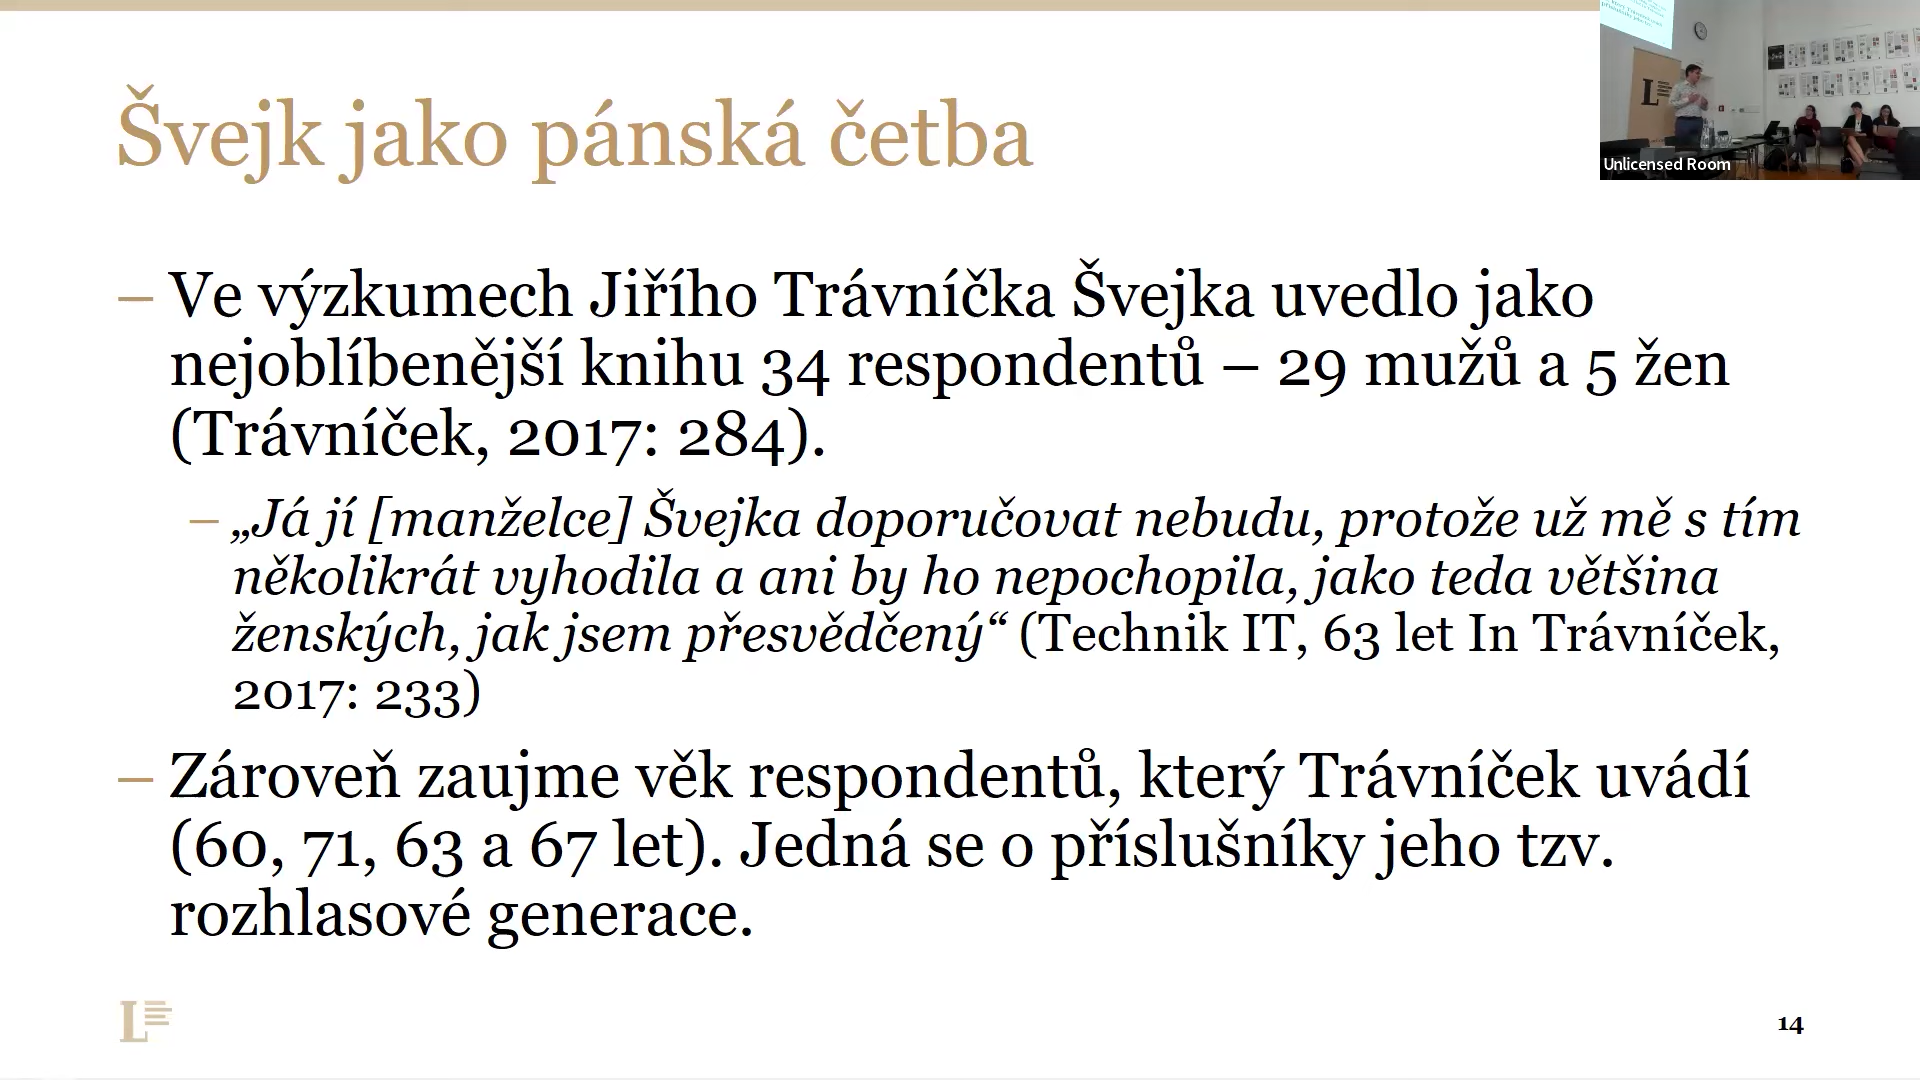 Švejk jako pánská četba
Unlicensed Room
– Ve výzkumech Jiřího Trávníčka Švejka uvedlo jako
nejoblíbenější knihu 34 respondentů – 29 mužů a 5 žen
(Trávníček, 2017: 284).
– „Já jí [manželce] Švejka doporučovat nebudu, protože už mě s tím
několikrát vyhodila a ani by ho nepochopila, jako teda většina
ženských, jak jsem přesvědčený“ (Technik IT, 63 let In Trávníček,
2017: 233)
– Zároveň zaujme věk respondentů, který Trávníček uvádí
(60, 71, 63 a 67 let). Jedná se o příslušníky jeho tzv.
rozhlasové generace.
L
14